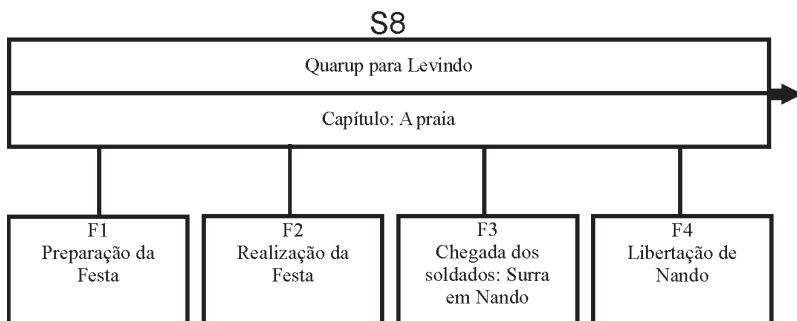 S8
Quarup para Levindo
Capítulo: A praia
F1
Preparação da
Festa
F2
Realização da
Festa
F3
Chegada dos
soldados: Surra
em Nando
F4
Libertação de
Nando